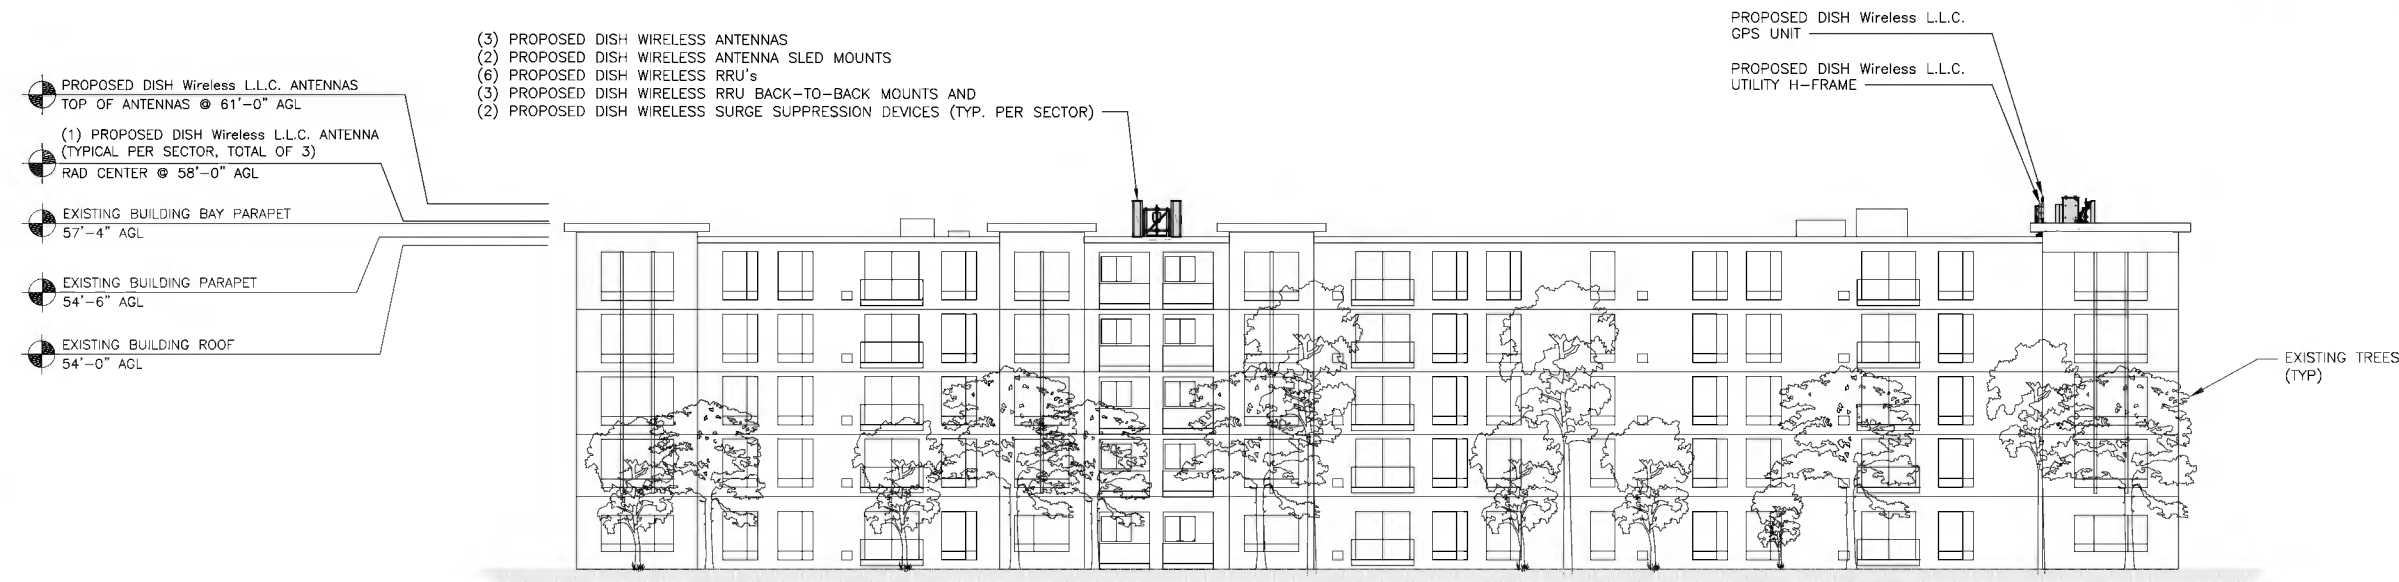 PROPOSED DISH Wireless L.L.C. ANTENNAS
TOP OF ANTENNAS @ 61'-0" AGL
(1) PROPOSED DISH Wireless L.L.C. ANTENNA
(TYPICAL PER SECTOR, TOTAL OF 3)
RAD CENTER @ 58'-0" AGL
EXISTING BUILDING BAY PARAPET
57'-4" AGL
EXISTING BUILDING PARAPET
54'-6" AGL
EXISTING BUILDING ROOF
54'-0" AGL
(3) PROPOSED DISH WIRELESS ANTENNAS
(2) PROPOSED DISH WIRELESS ANTENNA SLED MOUNTS
(6) PROPOSED DISH WIRELESS RRU's
(3) PROPOSED DISH WIRELESS RRU BACK-TO-BACK MOUNTS AND
(2) PROPOSED DISH WIRELESS SURGE SUPPRESSION DEVICES (TYP. PER SECTOR)
PROPOSED DISH Wireless L.L.C.
GPS UNIT
PROPOSED DISH Wireless L.L.C.
UTILITY H-FRAME
EXISTING TREES
(TYP)